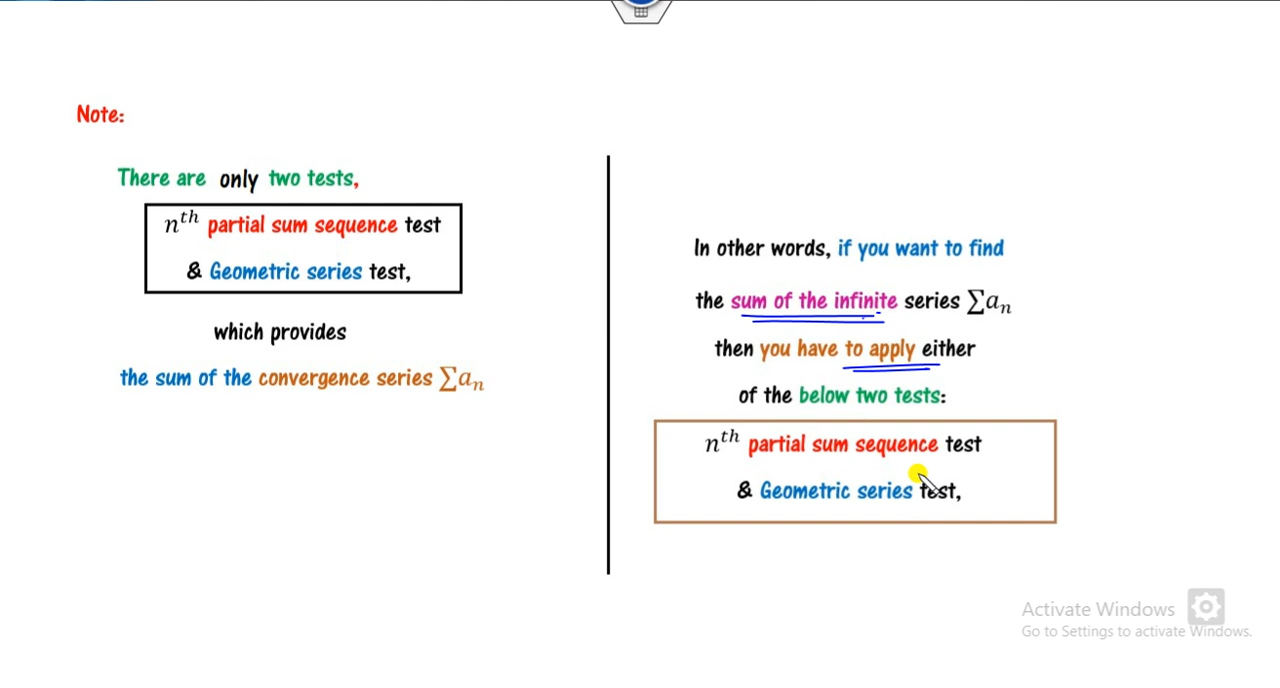 Note:
There are only two tests,
nᵗʰ partial sum sequence test
& Geometric series test,
which provides
the sum of the convergence series ∑aₙ
In other words, if you want to find
the sum of the infinite series ∑aₙ
then you have to apply either
of the below two tests:
nᵗʰ partial sum sequence test
& Geometric series test,
Activate Windows
Go to Settings to activate Windows.